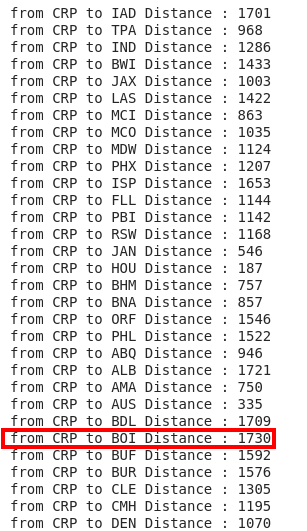 from CRP to IAD Distance : 1701
from CRP to TPA Distance : 968
from CRP to IND Distance : 1286
from CRP to BWI Distance : 1433
from CRP to JAX Distance : 1003
from CRP to LAS Distance : 1422
from CRP to MCI Distance : 863
from CRP to MCO Distance : 1035
from CRP to MDW Distance : 1124
from CRP to PHX Distance : 1207
from CRP to ISP Distance : 1653
from CRP to FLL Distance : 1144
from CRP to PBI Distance : 1142
from CRP to RSW Distance : 1168
from CRP to JAN Distance : 546
from CRP to HOU Distance : 187
from CRP to BHM Distance : 757
from CRP to BNA Distance : 857
from CRP to ORF Distance : 1546
from CRP to PHL Distance : 1522
from CRP to ABQ Distance : 946
from CRP to ALB Distance : 1721
from CRP to AMA Distance : 750
from CRP to AUS Distance : 335
from CRP to BDL Distance : 1709
from CRP to BOI Distance : 1730
from CRP to BUF Distance : 1592
from CRP to BUR Distance : 1576
from CRP to CLE Distance : 1305
from CRP to CMH Distance : 1195
from CRP to DEN Distance : 1070